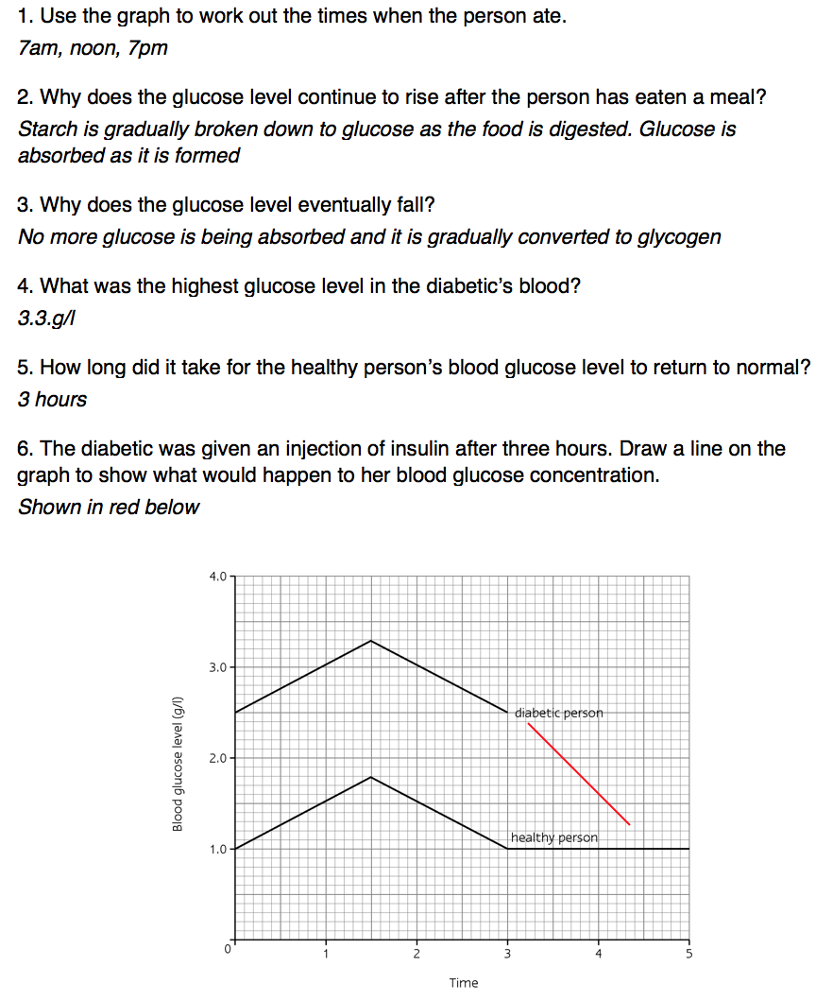 1. Use the graph to work out the times when the person ate.
7am, noon, 7pm
2. Why does the glucose level continue to rise after the person has eaten a meal?
Starch is gradually broken down to glucose as the food is digested. Glucose is
absorbed as it is formed
3. Why does the glucose level eventually fall?
No more glucose is being absorbed and it is gradually converted to glycogen
4. What was the highest glucose level in the diabetic's blood?
3.3.g/l
5. How long did it take for the healthy person's blood glucose level to return to normal?
3 hours
6. The diabetic was given an injection of insulin after three hours. Draw a line on the
graph to show what would happen to her blood glucose concentration.
Shown in red below
Blood glucose level (g/l)
4.0
3.0
2.0
1.0
0
diabetic person
healthy person
1 2 3 4 5
Time